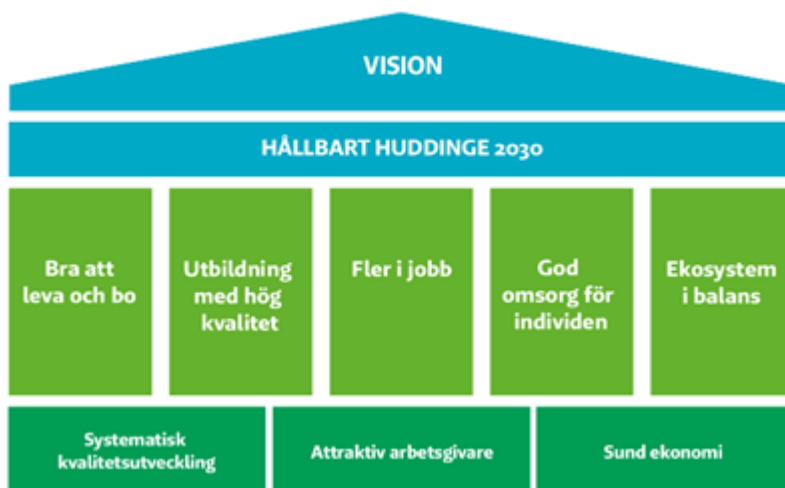 VISION
HÅLLBART HUDDINGE 2030
Bra att
leva och bo
Utbildning
med hög
kvalitet
Fler i jobb
God
omsorg för
individen
Ekosystem
i balans
Systematisk
kvalitetsutveckling
Attraktiv arbetsgivare
Sund ekonomi